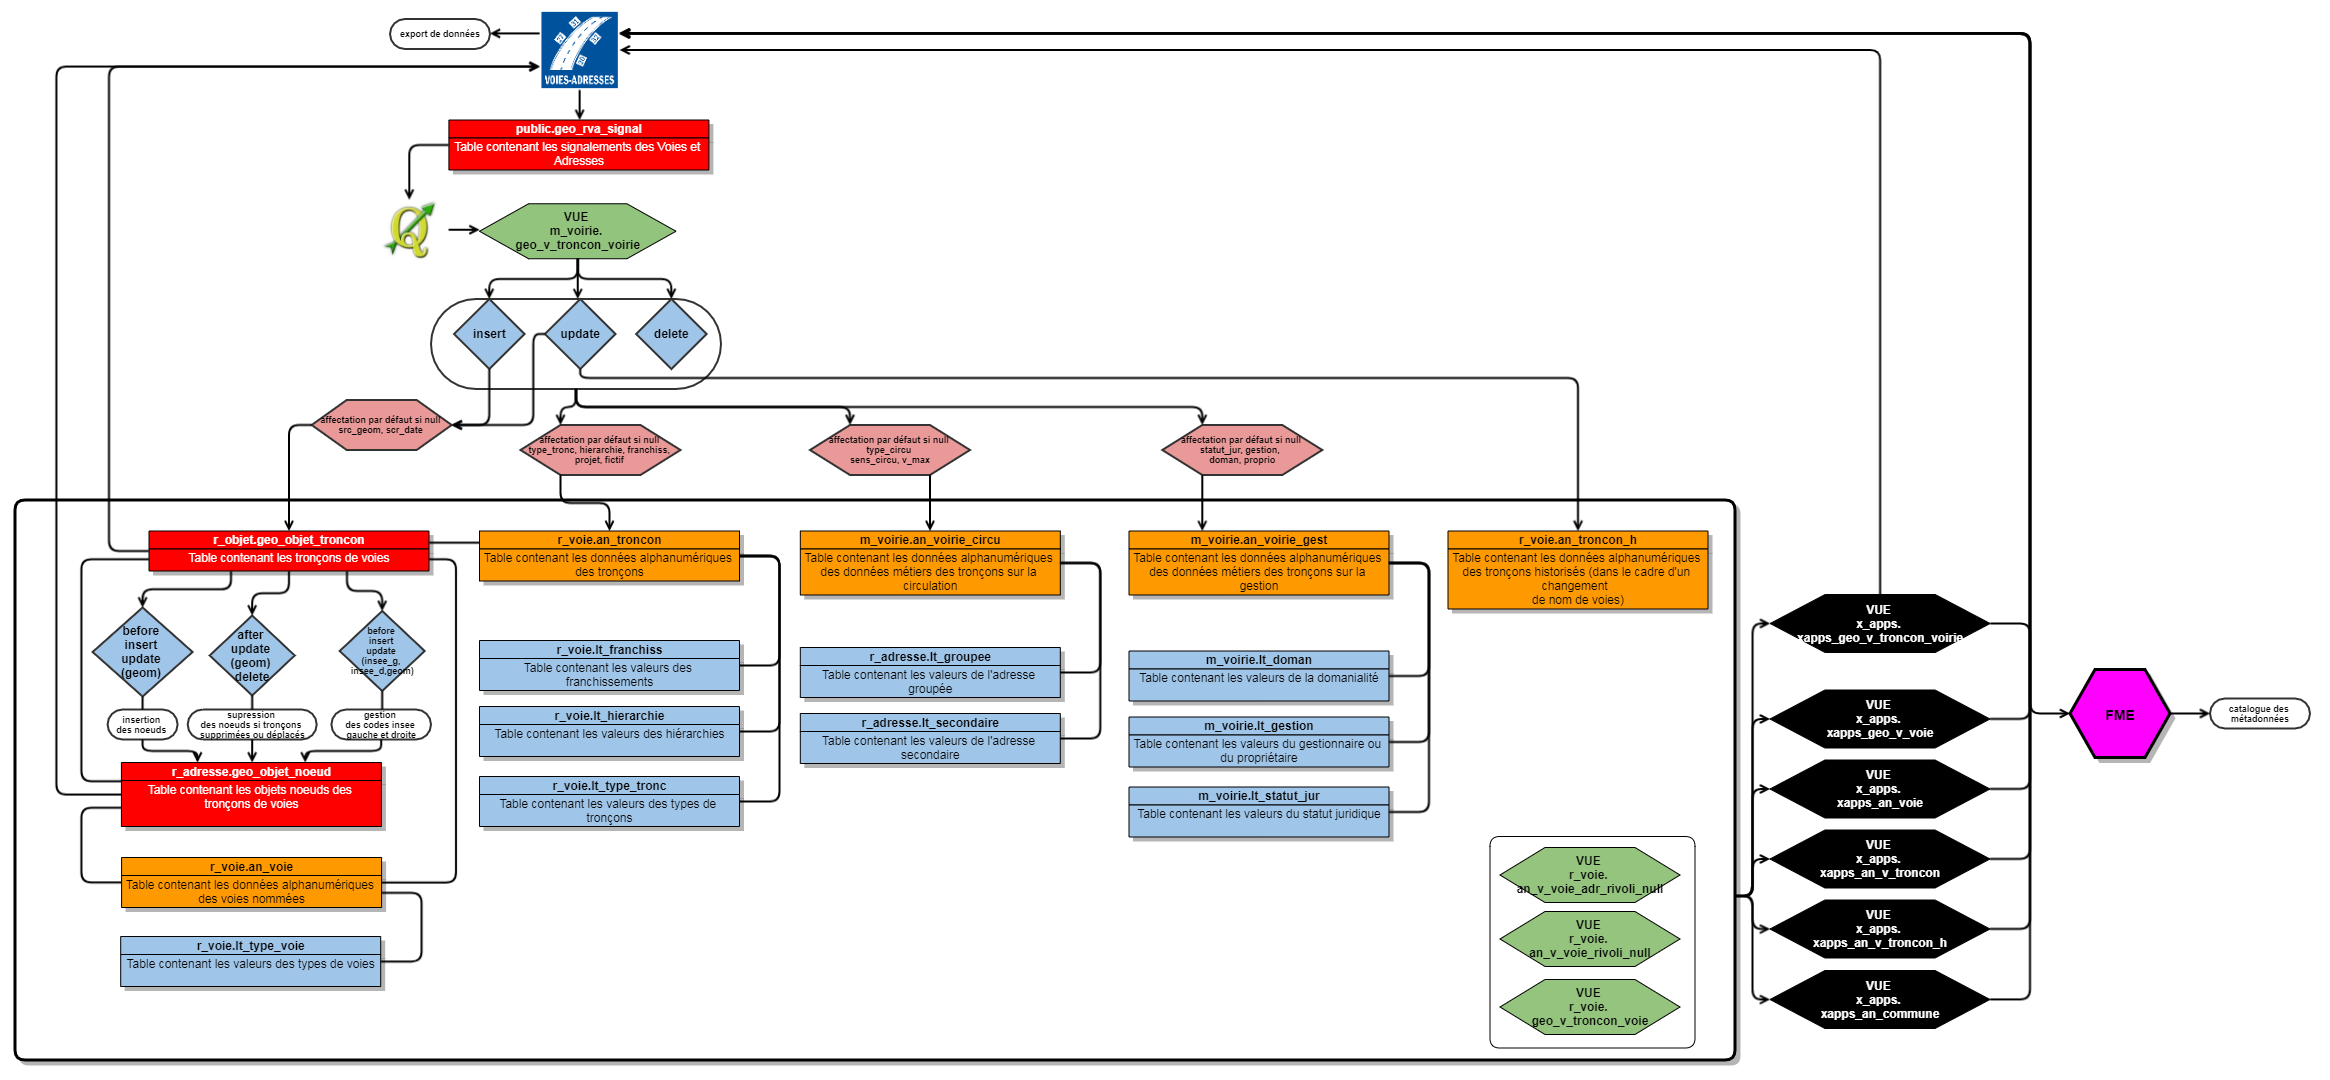 export de données
VOIES-ADRESSES
public.geo_rva_signal
Table contenant les signalements des Voies et
Adresses
VUE
m_voirie.
geo_v_troncon_voirie
insert
update
delete
affectation par défaut si null
src_geom, scr_date
affectation par défaut si null
type_tronc, hierarchie, franchiss,
projet, fictif
affectation par défaut si null
type_circu
sens_circu, v_max
affectation par défaut si null
statut_jur, gestion,
doman, proprio
r_objet.geo_objet_troncon
Table contenant les tronçons de voies
r_voie.an_troncon
Table contenant les données alphanumériques
des tronçons
m_voirie.an_voirie_circu
Table contenant les données alphanumériques
des données métiers des tronçons sur la
circulation
m_voirie.an_voirie_gest
Table contenant les données alphanumériques
des données métiers des tronçons sur la
gestion
r_voie.an_troncon_h
Table contenant les données alphanumériques
des tronçons historisés (dans le cadre d'un
changement
de nom de voies)
before
insert
update
(geom)
after
update
(geom)
delete
before
insert
update
(insee_g,
insee_d,geom)
insertion
des noeuds
supression
des noeuds si tronçons
supprimées ou déplacés
gestion
des codes insee
gauche et droite
r_adresse.geo_objet_noeud
Table contenant les objets noeuds des
tronçons de voies
r_voie.an_voie
Table contenant les données alphanumériques
des voies nommées
r_voie.lt_type_voie
Table contenant les valeurs des types de voies
r_voie.lt_franchiss
Table contenant les valeurs des
franchissements
r_voie.lt_hierarchie
Table contenant les valeurs des hiérarchies
r_voie.lt_type_tronc
Table contenant les valeurs des types de
tronçons
r_adresse.lt_groupee
Table contenant les valeurs de l'adresse
groupée
r_adresse.lt_secondaire
Table contenant les valeurs de l'adresse
secondaire
m_voirie.lt_doman
Table contenant les valeurs de la domanialité
m_voirie.lt_gestion
Table contenant les valeurs du gestionnaire ou
du propriétaire
m_voirie.lt_statut_jur
Table contenant les valeurs du statut juridique
VUE
r_voie.
an_v_voie_adr_rivoli_null
VUE
r_voie.
an_v_voie_rivoli_null
VUE
r_voie.
geo_v_troncon_voie
VUE
x_apps.
xapps_geo_v_troncon_voirie
VUE
x_apps.
xapps_geo_v_voie
VUE
x_apps.
xapps_an_voie
VUE
x_apps.
xapps_an_v_troncon
VUE
x_apps.
xapps_an_v_troncon_h
VUE
x_apps.
xapps_an_commune
FME
catalogue des
métadonnées